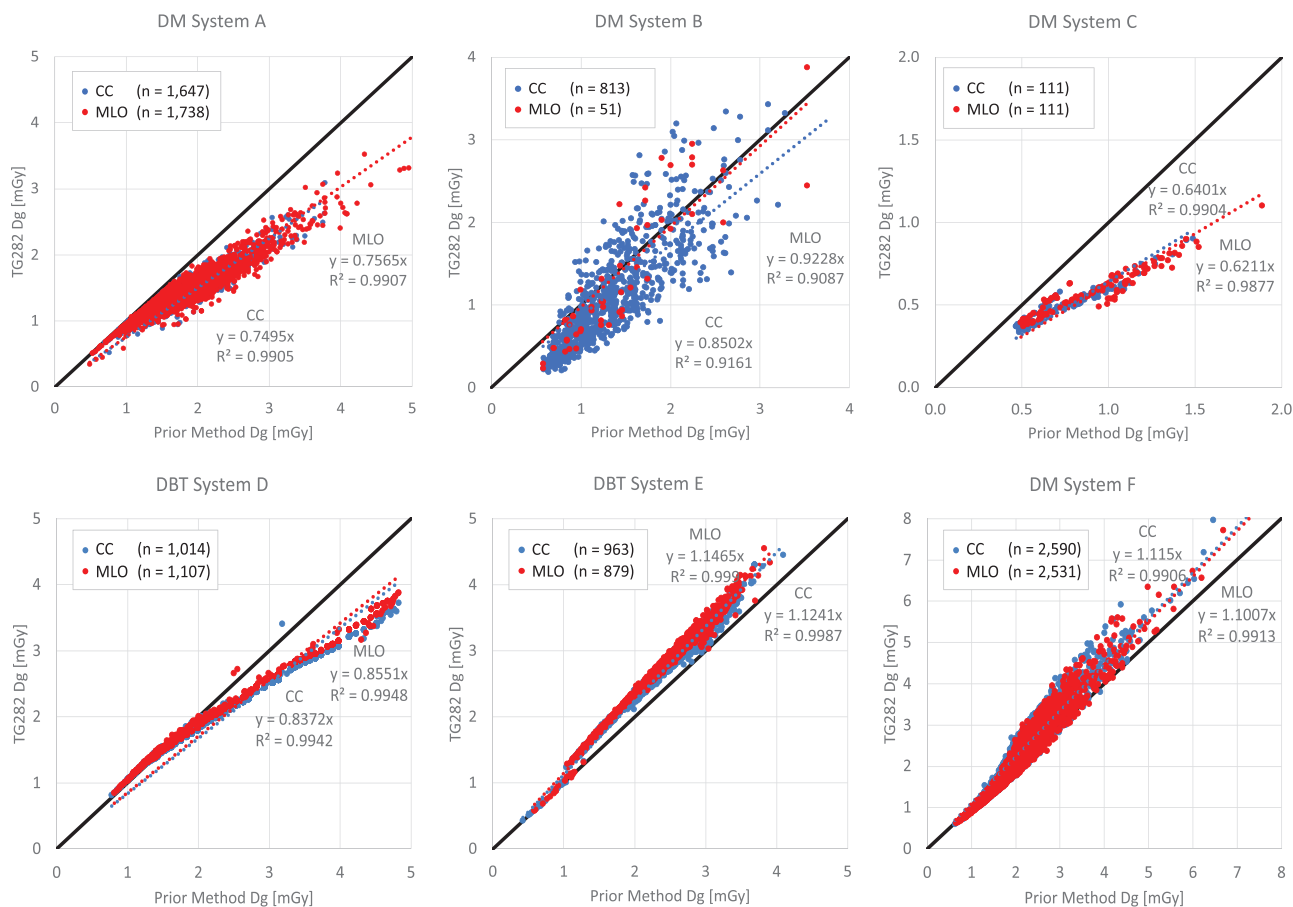 DM System A
5
4
3
2
1
0
0 1 2 3 4 5
TG282 Dg [mGy]
Prior Method Dg [mGy]
CC (n = 1,647)
MLO (n = 1,738)
MLO
y = 0.7565x
R² = 0.9907
CC
y = 0.7495x
R² = 0.9905
DM System B
4
3
2
1
0
0 1 2 3 4
TG282 Dg [mGy]
Prior Method Dg [mGy]
CC (n = 813)
MLO (n = 51)
MLO
y = 0.9228x
R² = 0.9087
CC
y = 0.8502x
R² = 0.9161
DM System C
2.0
1.5
1.0
0.5
0.0
0.0 0.5 1.0 1.5 2.0
TG282 Dg [mGy]
Prior Method Dg [mGy]
CC (n = 111)
MLO (n = 111)
CC
y = 0.6401x
R² = 0.9904
MLO
y = 0.6211x
R² = 0.9877
DBT System D
5
4
3
2
1
0
0 1 2 3 4 5
TG282 Dg [mGy]
Prior Method Dg [mGy]
CC (n = 1,014)
MLO (n = 1,107)
MLO
y = 0.8551x
R² = 0.9948
CC
y = 0.8372x
R² = 0.9942
DBT System E
5
4
3
2
1
0
0 1 2 3 4 5
TG282 Dg [mGy]
Prior Method Dg [mGy]
CC (n = 963)
MLO (n = 879)
MLO
y = 1.1465x
R² =
CC
y = 1.1241x
R² = 0.9987
DM System F
8
7
6
5
4
3
2
1
0
0 1 2 3 4 5 6 7 8
TG282 Dg [mGy]
Prior Method Dg [mGy]
CC (n = 2,590)
MLO (n = 2,531)
CC
y = 1.115x
R² = 0.9906
MLO
y = 1.1007x
R² = 0.9913